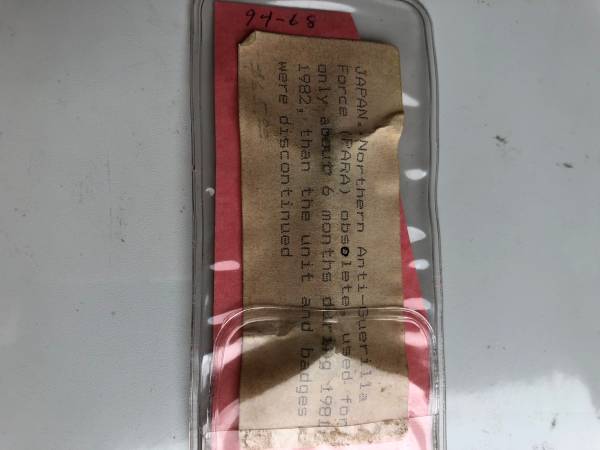 94-68
JAPAN. Northern Anti-Guerilla
Force (PARA) obsolete, used for
only about 6 months during 1981
1982, than the unit and badges
were discontinued